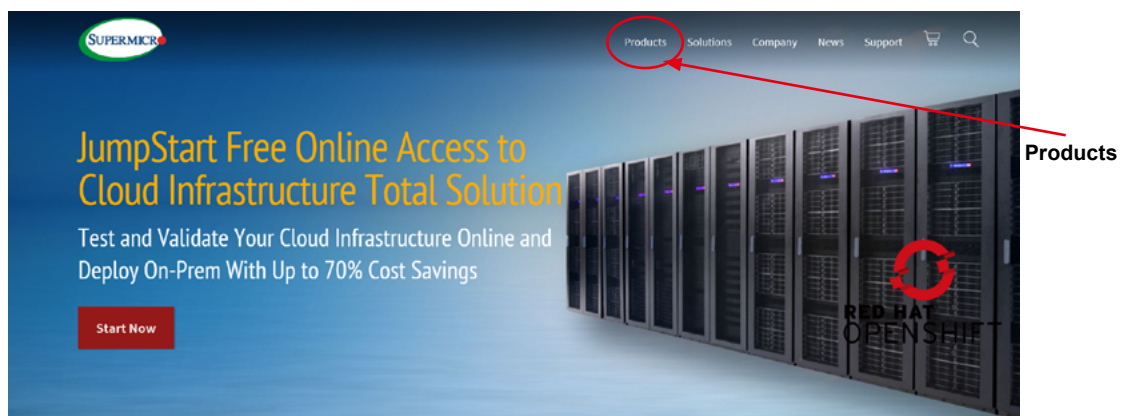 SUPERMICR
Products Solutions Company News Support
Products
JumpStart Free Online Access to
Cloud Infrastructure Total Solution
Test and Validate Your Cloud Infrastructure Online and
Deploy On-Prem With Up to 70% Cost Savings
RED HAT
OPENSHIFT
Start Now